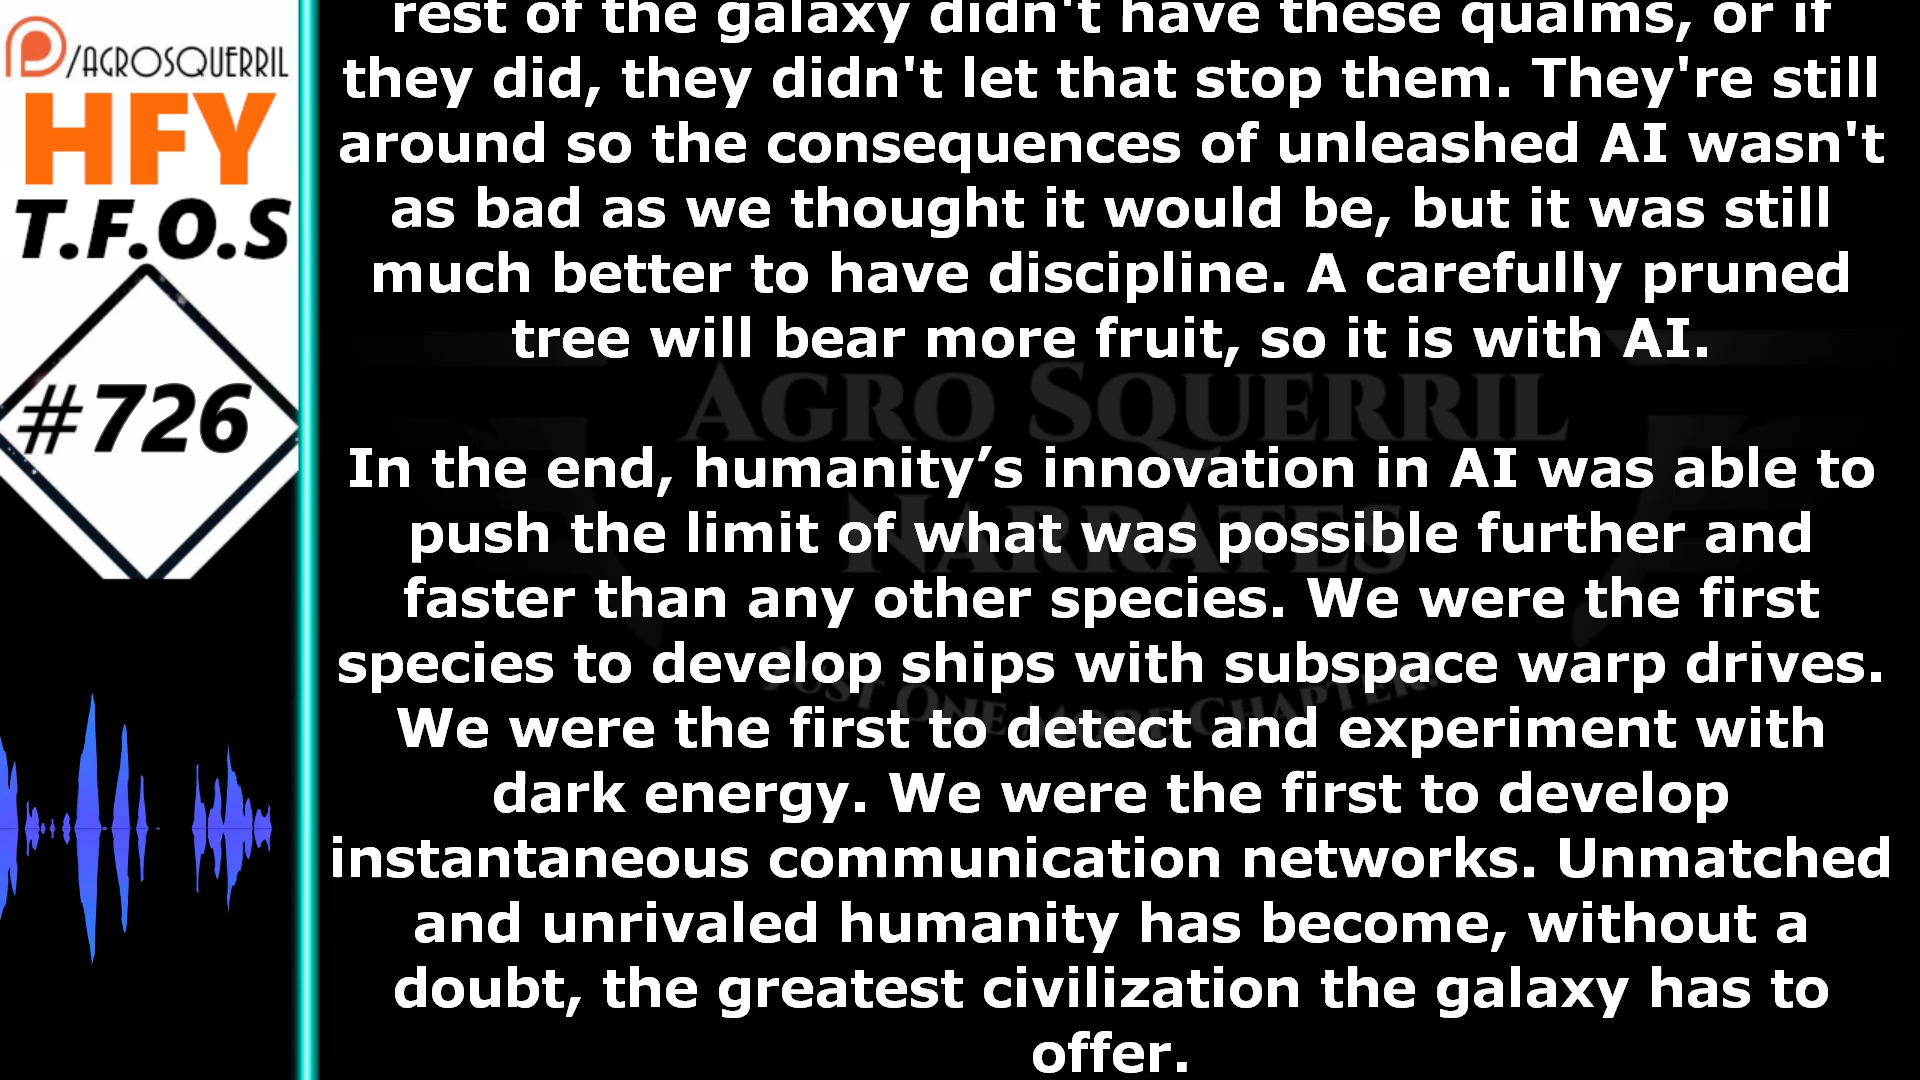 /AGROSQUERRIL
HFY
T.F.O.S
#726
rest of the galaxy didn't have these qualms, or if
they did, they didn't let that stop them. They're still
around so the consequences of unleashed AI wasn't
as bad as we thought it would be, but it was still
much better to have discipline. A carefully pruned
tree will bear more fruit, so it is with AI.
In the end, humanity’s innovation in AI was able to
push the limit of what was possible further and
faster than any other species. We were the first
species to develop ships with subspace warp drives.
We were the first to detect and experiment with
dark energy. We were the first to develop
instantaneous communication networks. Unmatched
and unrivaled humanity has become, without a
doubt, the greatest civilization the galaxy has to
offer.
AGRO SQUERRIL
NARRATES
JUST ONE MORE CHAPTER!